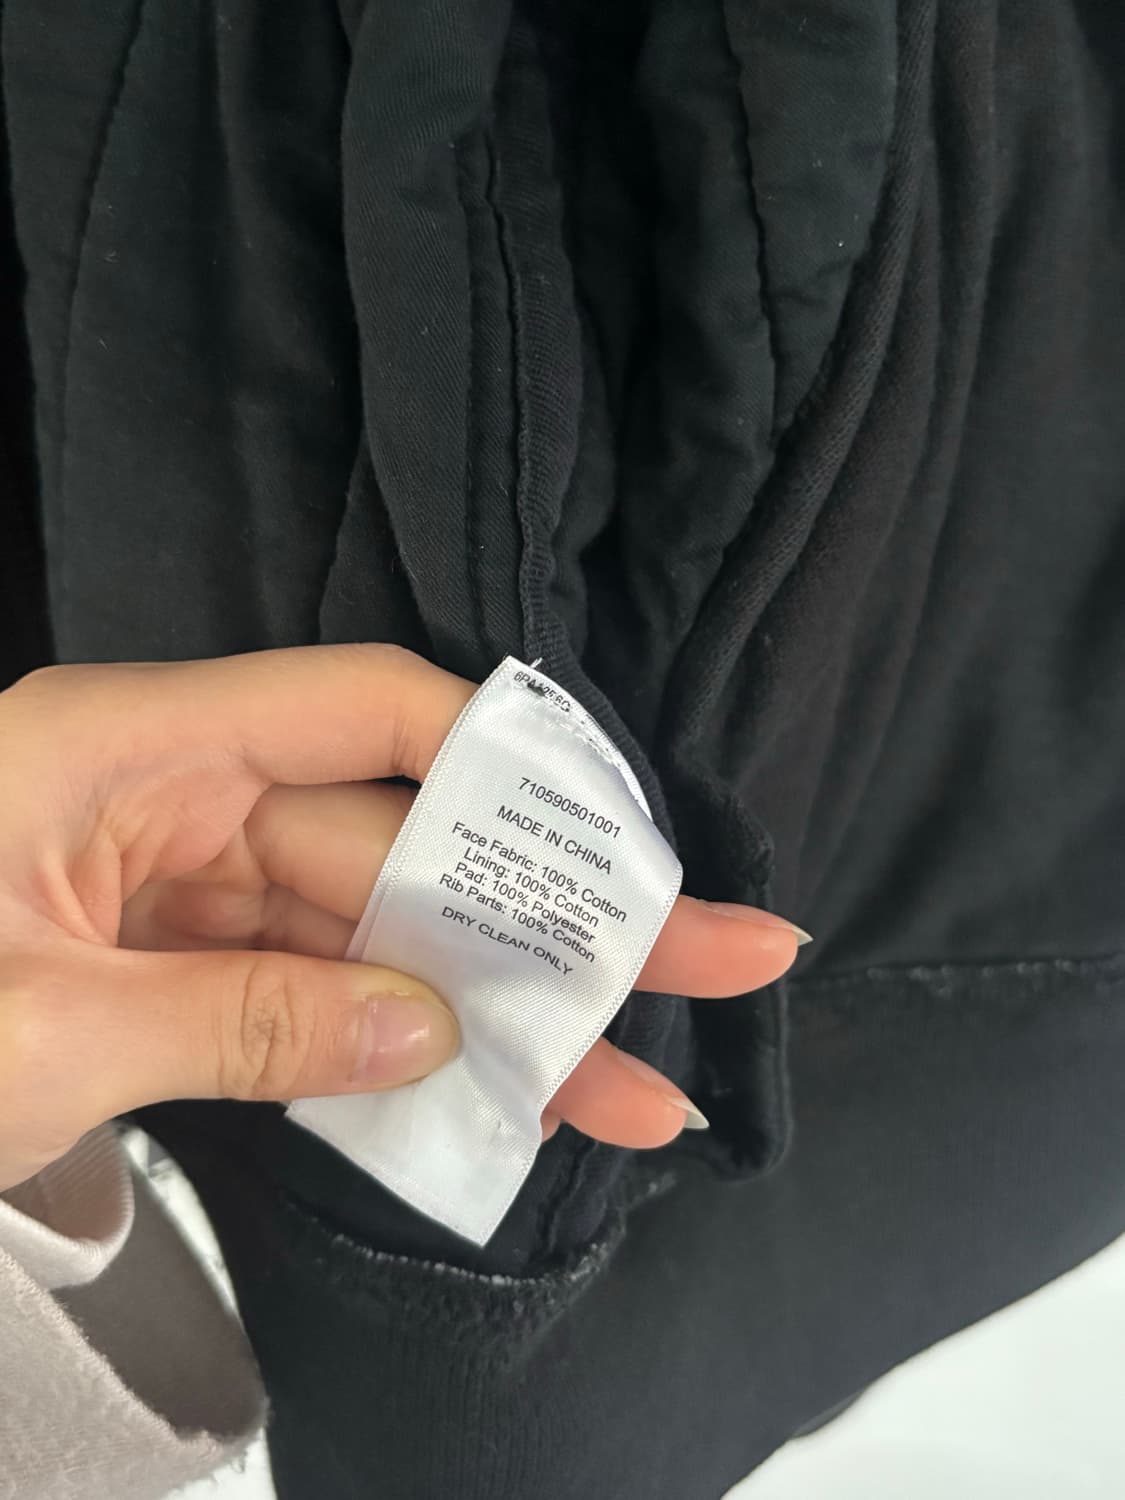 710590501001
MADE IN CHINA
Face Fabric: 100% Cotton
Lining: 100% Cotton
Pad: 100% Polyester
Rib Parts: 100% Cotton
DRY CLEAN ONLY